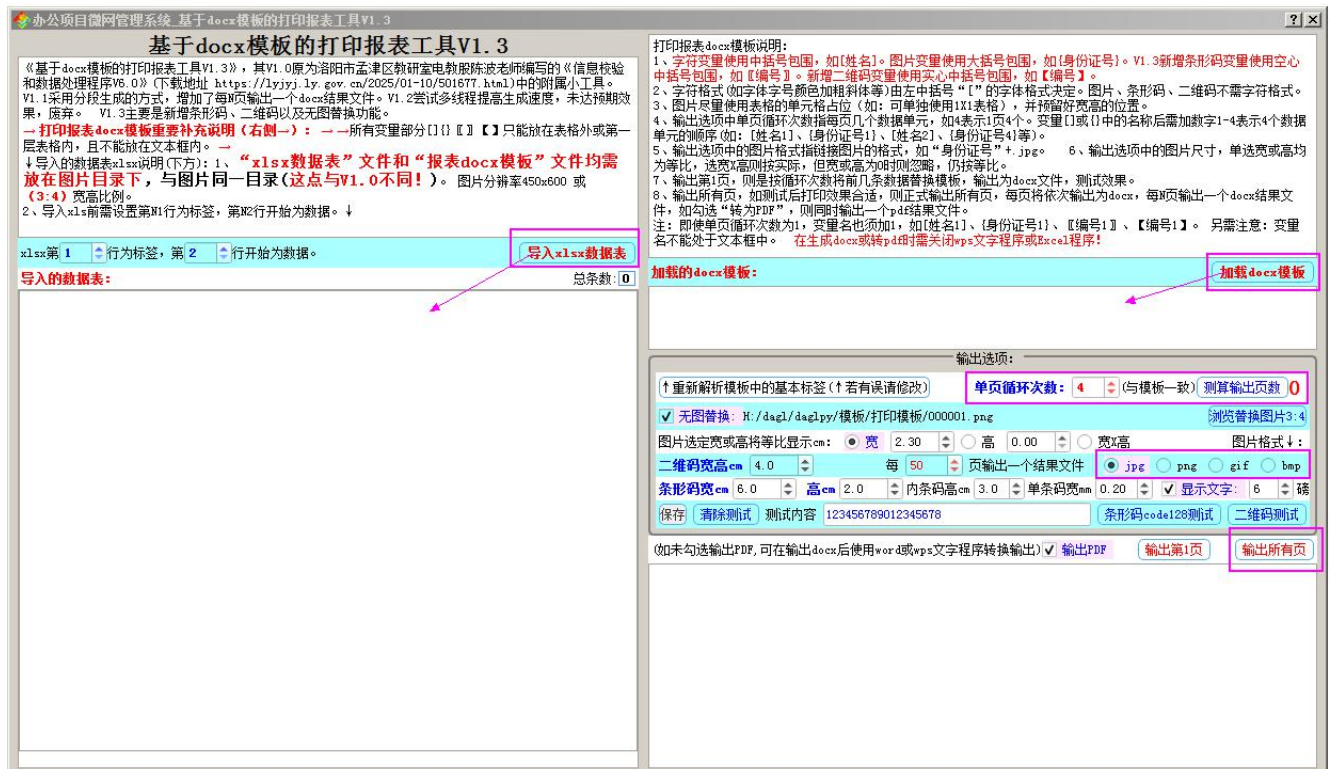 办公项目微网管理系统_基于docx模板的打印报表工具V1.3
基于docx模板的打印报表工具V1.3
《基于docx模板的打印报表工具V1.3》，其V1.0原为洛阳市孟津区教研室电教股陈波老师编写的《信息校验
和数据处理程序V6.0》(下载地址 https://lyjyj.ly.gov.cn/2025/01-10/501677.html)中的附属小工具。
V1.1采用分段生成的方式，增加了每N页输出一个docx结果文件。V1.2尝试多线程提高生成速度，未达预期效
果，废弃。 V1.3主要是新增条形码、二维码以及无图替换功能。
→打印报表docx模板重要补充说明（右侧→）：→→所有变量部分[]{}〖〗【】只能放在表格外或第一
层表格内，且不能放在文本框内。→
↓导入的数据表xlsx说明(下方)：1、“xlsx数据表”文件和“报表docx模板”文件均需
放在图片目录下，与图片同一目录(这点与V1.0不同！)。图片分辨率450x600 或
（3:4）宽高比例。
2、导入xls前需设置第N1行为标签，第N2行开始为数据。↓
xlsx第 1 行为标签，第 2 行开始为数据。 导入xlsx数据表
导入的数据表： 总条数: 0
打印报表docx模板说明:
1、字符变量使用中括号包围，如[姓名]。图片变量使用大括号包围，如{身份证号}。V1.3新增条形码变量使用空心
中括号包围，如〖编号〗。新增二维码变量使用实心中括号包围，如【编号】。
2、字符格式(如字体字号颜色加粗斜体等)由左中括号“[”的字体格式决定。图片、条形码、二维码不需字符格式。
3、图片尽量使用表格的单元格占位（如：可单独使用1X1表格），并预留好宽高的位置。
4、输出选项中单页循环次数指每页几个数据单元，如4表示1页4个。变量[]或{}中的名称后需加数字1-4表示4个数据
单元的顺序(如：[姓名1]、{身份证号1}、[姓名2]、{身份证号4}等)。
5、输出选项中的图片格式指链接图片的格式，如“身份证号”+.jpg。 6、输出选项中的图片尺寸，单选宽或高均
为等比，选宽X高则按实际，但宽或高为0时则忽略，仍按等比。
7、输出第1页，则是按循环次数将前几条数据替换模板，输出为docx文件，测试效果。
8、输出所有页，如测试后打印效果合适，则正式输出所有页，每页将依次输出为docx，每N页输出一个docx结果文
件，如勾选“转为PDF”，则同时输出一个pdf结果文件。
注：即使单页循环次数为1，变量名也须加1，如[姓名1]、{身份证号1}、〖编号1〗、【编号1】。 另需注意：变量
名不能处于文本框中。 在生成docx或转pdf时需关闭wps文字程序或Excel程序！
加载的docx模板： 加载docx模板
输出选项:
↑重新解析模板中的基本标签(↑若有误请修改) 单页循环次数: 4 (与模板一致) 测算输出页数 0
无图替换: H:/dagl/daglpy/模板/打印模板/000001.png 浏览替换图片3:4
图片选定宽或高将等比显示cm: 宽 2.30 高 0.00 宽X高 图片格式↓:
二维码宽高cm 4.0 每 50 页输出一个结果文件 jpg png gif bmp
条形码宽cm 6.0 高cm 2.0 内条码高cm 3.0 单条码宽mm 0.20 显示文字: 6 磅
保存 清除测试 测试内容 123456789012345678 条形码code128测试 二维码测试
(如未勾选输出PDF,可在输出docx后使用word或wps文字程序转换输出) 输出PDF 输出第1页 输出所有页